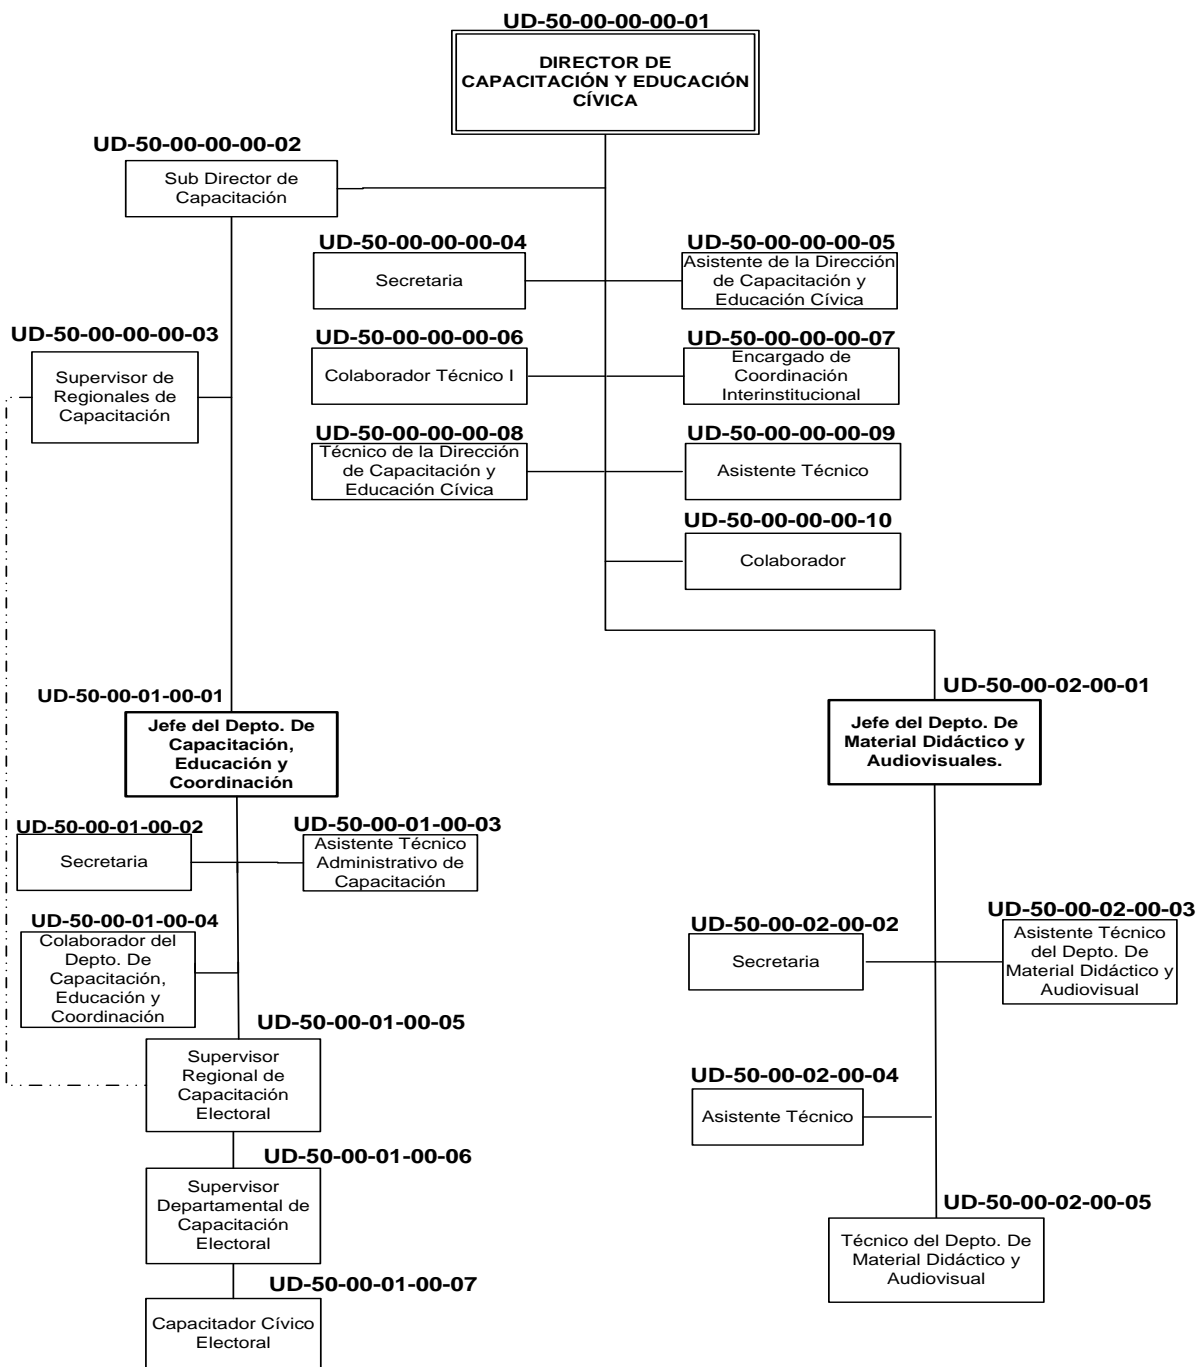 UD-50-00-00-00-01
DIRECTOR DE
CAPACITACIÓN Y EDUCACIÓN
CÍVICA
UD-50-00-00-00-02
Sub Director de
Capacitación
UD-50-00-00-00-04
Secretaria
UD-50-00-00-00-05
Asistente de la Dirección
de Capacitación y
Educación Cívica
UD-50-00-00-00-03
Supervisor de
Regionales de
Capacitación
UD-50-00-00-00-06
Colaborador Técnico I
UD-50-00-00-00-07
Encargado de
Coordinación
Interinstitucional
UD-50-00-00-00-08
Técnico de la Dirección
de Capacitación y
Educación Cívica
UD-50-00-00-00-09
Asistente Técnico
UD-50-00-00-00-10
Colaborador
UD-50-00-01-00-01
Jefe del Depto. De
Capacitación,
Educación y
Coordinación
UD-50-00-02-00-01
Jefe del Depto. De
Material Didáctico y
Audiovisuales.
UD-50-00-01-00-02
Secretaria
UD-50-00-01-00-03
Asistente Técnico
Administrativo de
Capacitación
UD-50-00-01-00-04
Colaborador del
Depto. De
Capacitación,
Educación y
Coordinación
UD-50-00-02-00-02
Secretaria
UD-50-00-02-00-03
Asistente Técnico
del Depto. De
Material Didáctico y
Audiovisual
UD-50-00-01-00-05
Supervisor
Regional de
Capacitación
Electoral
UD-50-00-02-00-04
Asistente Técnico
UD-50-00-01-00-06
Supervisor
Departamental de
Capacitación
Electoral
UD-50-00-02-00-05
Técnico del Depto. De
Material Didáctico y
Audiovisual
UD-50-00-01-00-07
Capacitador Cívico
Electoral